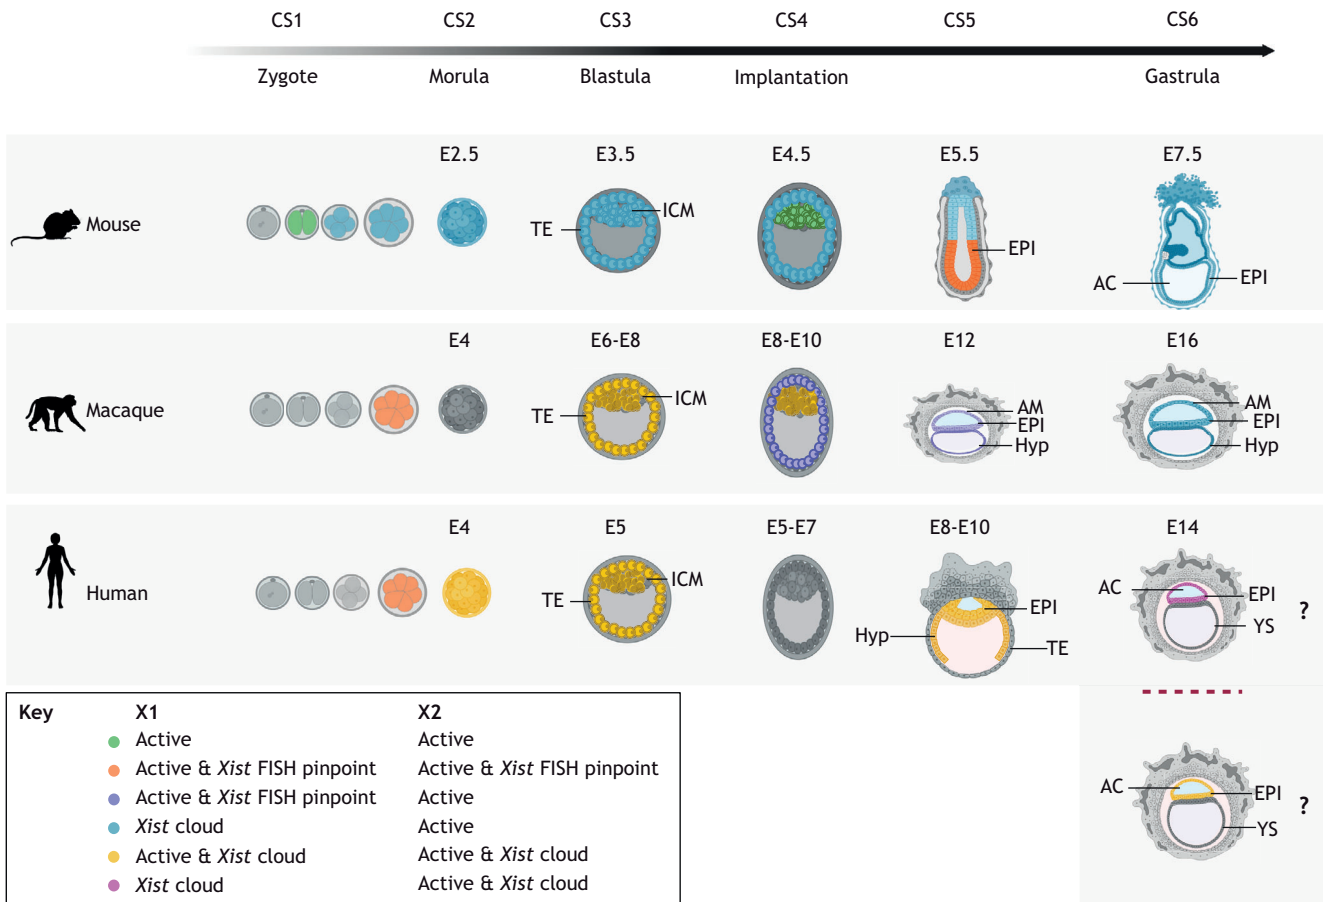 CS1 CS2 CS3 CS4 CS5 CS6
Zygote Morula Blastula Implantation Gastrula
E2.5 E3.5 E4.5 E5.5 E7.5
Mouse
TE ICM EPI AC EPI
E4 E6-E8 E8-E10 E12 E16
Macaque
TE ICM AM EPI Hyp AM EPI Hyp
E4 E5 E5-E7 E8-E10 E14
Human
TE ICM Hyp EPI TE AC EPI YS ?
Key X1 X2
Active Active
Active & Xist FISH pinpoint Active & Xist FISH pinpoint
Active & Xist FISH pinpoint Active
Xist cloud Active
Active & Xist cloud Active & Xist cloud
Xist cloud Active & Xist cloud
AC EPI YS ?